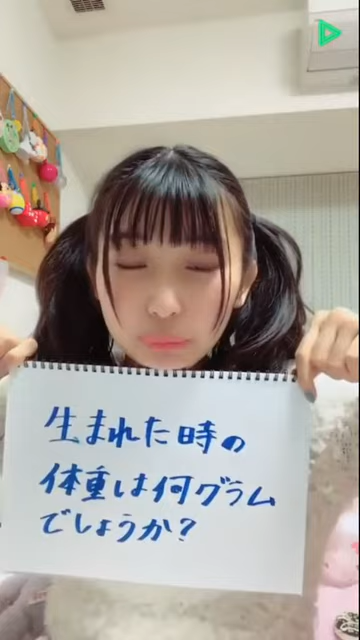 生まれた時の
体重は何グラム
でしょうか?